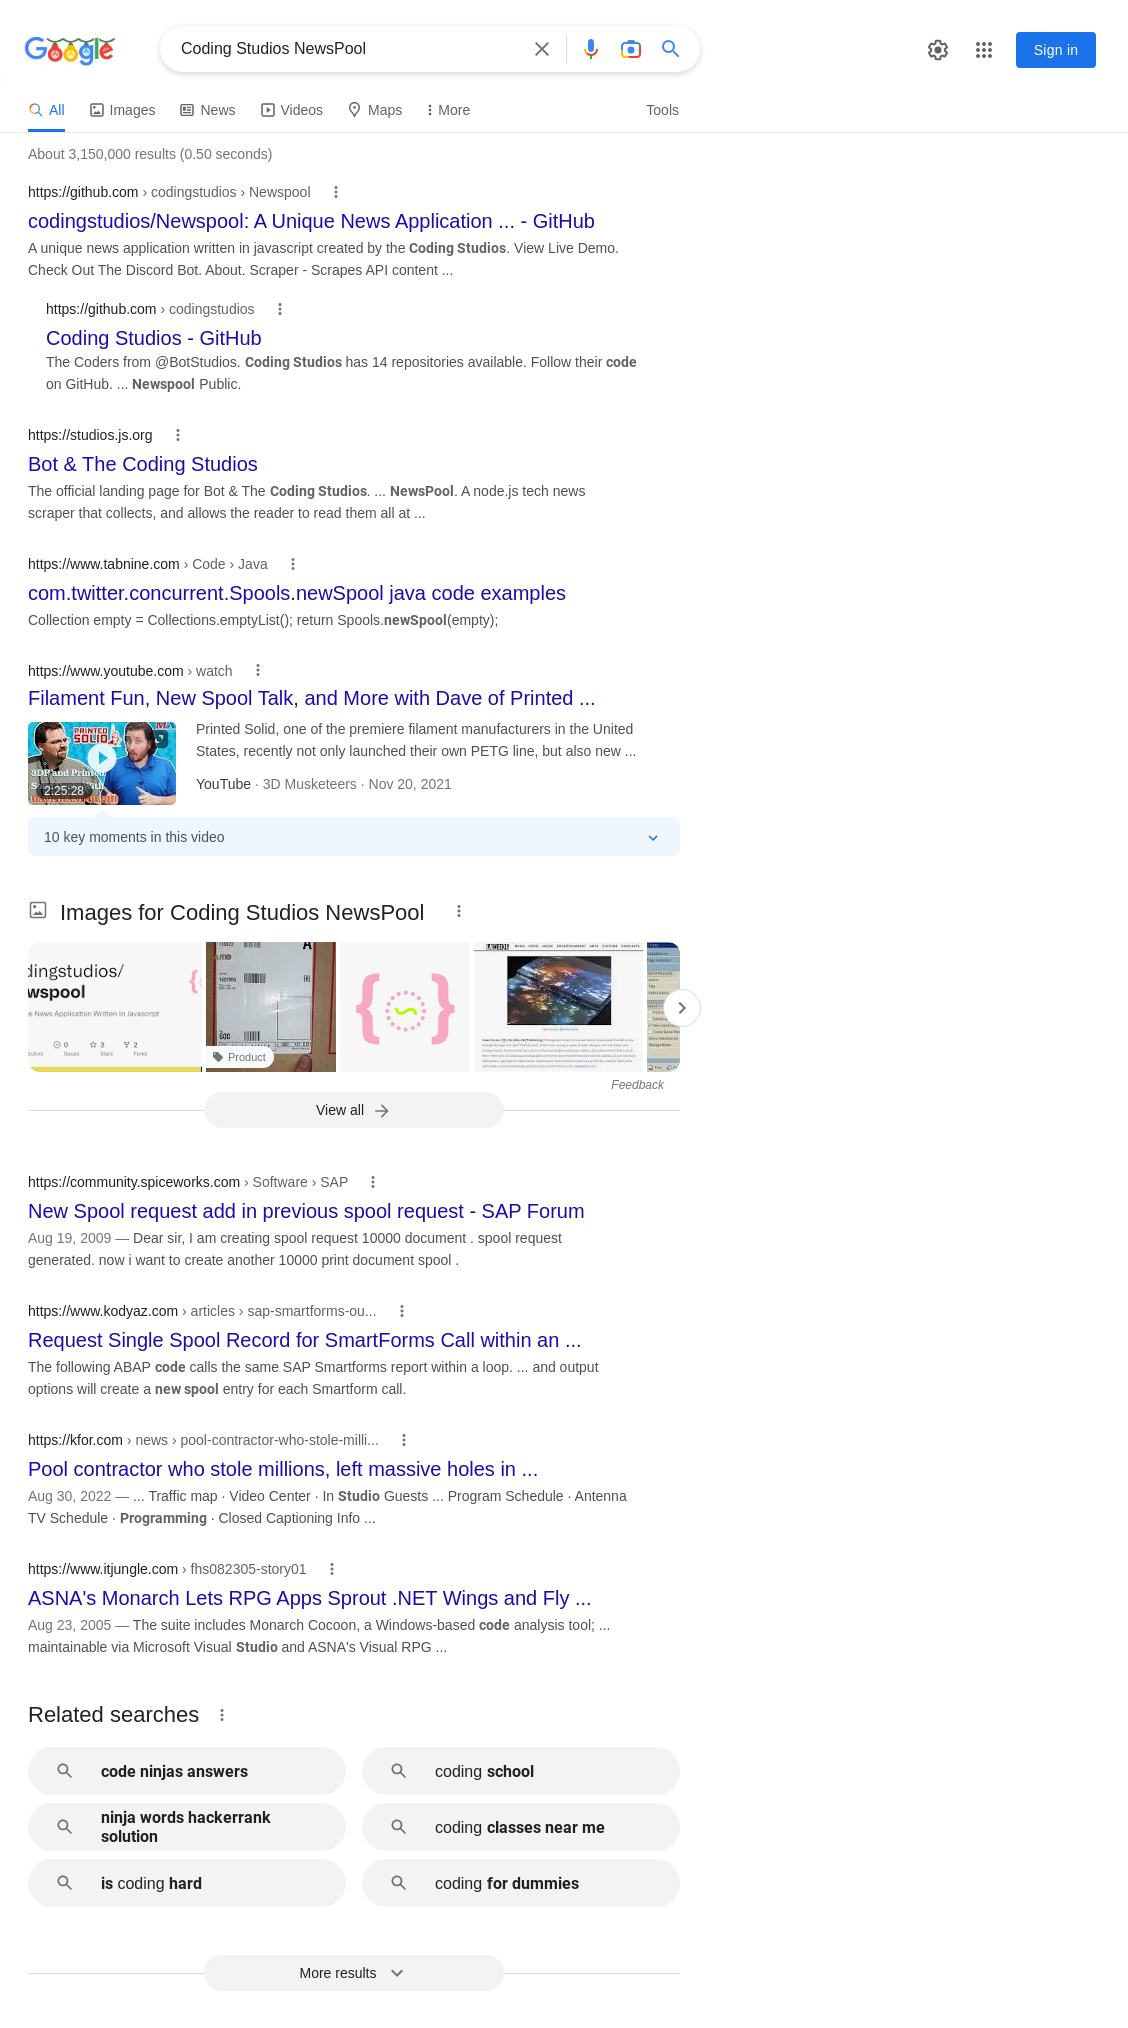 Google
Coding Studios NewsPool
Sign in
All
Images
News
Videos
Maps
More
Tools
About 3,150,000 results (0.50 seconds)
https://github.com › codingstudios › Newspool
codingstudios/Newspool: A Unique News Application ... - GitHub
A unique news application written in javascript created by the Coding Studios. View Live Demo.
Check Out The Discord Bot. About. Scraper - Scrapes API content ...
https://github.com › codingstudios
Coding Studios - GitHub
The Coders from @BotStudios. Coding Studios has 14 repositories available. Follow their code
on GitHub. ... Newspool Public.
https://studios.js.org
Bot & The Coding Studios
The official landing page for Bot & The Coding Studios. ... NewsPool. A node.js tech news
scraper that collects, and allows the reader to read them all at ...
https://www.tabnine.com › Code › Java
com.twitter.concurrent.Spools.newSpool java code examples
Collection empty = Collections.emptyList(); return Spools.newSpool(empty);
https://www.youtube.com › watch
Filament Fun, New Spool Talk, and More with Dave of Printed ...
PRINTED
SOLID
3DP and Printed
2:25:28
Printed Solid, one of the premiere filament manufacturers in the United
States, recently not only launched their own PETG line, but also new ...
YouTube · 3D Musketeers · Nov 20, 2021
10 key moments in this video
Images for Coding Studios NewsPool
dingstudios/
wspool
e News Application Written In Javascript
0
Issues
3
Stars
2
Forks
Product
Feedback
View all
https://community.spiceworks.com › Software › SAP
New Spool request add in previous spool request - SAP Forum
Aug 19, 2009 — Dear sir, I am creating spool request 10000 document . spool request
generated. now i want to create another 10000 print document spool .
https://www.kodyaz.com › articles › sap-smartforms-ou...
Request Single Spool Record for SmartForms Call within an ...
The following ABAP code calls the same SAP Smartforms report within a loop. ... and output
options will create a new spool entry for each Smartform call.
https://kfor.com › news › pool-contractor-who-stole-milli...
Pool contractor who stole millions, left massive holes in ...
Aug 30, 2022 — ... Traffic map · Video Center · In Studio Guests ... Program Schedule · Antenna
TV Schedule · Programming · Closed Captioning Info ...
https://www.itjungle.com › fhs082305-story01
ASNA's Monarch Lets RPG Apps Sprout .NET Wings and Fly ...
Aug 23, 2005 — The suite includes Monarch Cocoon, a Windows-based code analysis tool; ...
maintainable via Microsoft Visual Studio and ASNA's Visual RPG ...
Related searches
code ninjas answers
coding school
ninja words hackerrank
solution
coding classes near me
is coding hard
coding for dummies
More results